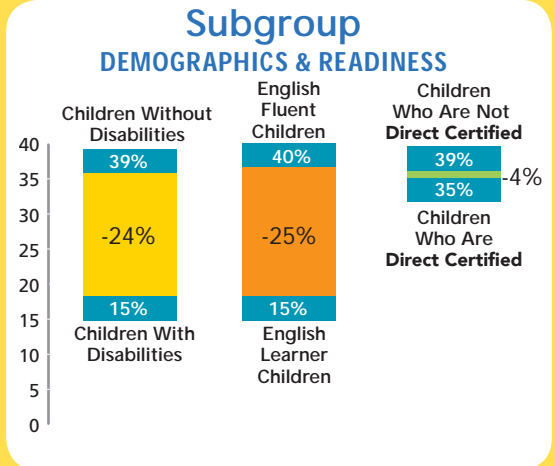 Subgroup
DEMOGRAPHICS & READINESS
Children Without
Disabilities
English
Fluent
Children
Children
Who Are Not
Direct Certified
40
35
30
25
20
15
10
5
0
39%
-24%
15%
Children With
Disabilities
40%
-25%
15%
English
Learner
Children
39%
-4%
35%
Children
Who Are
Direct Certified